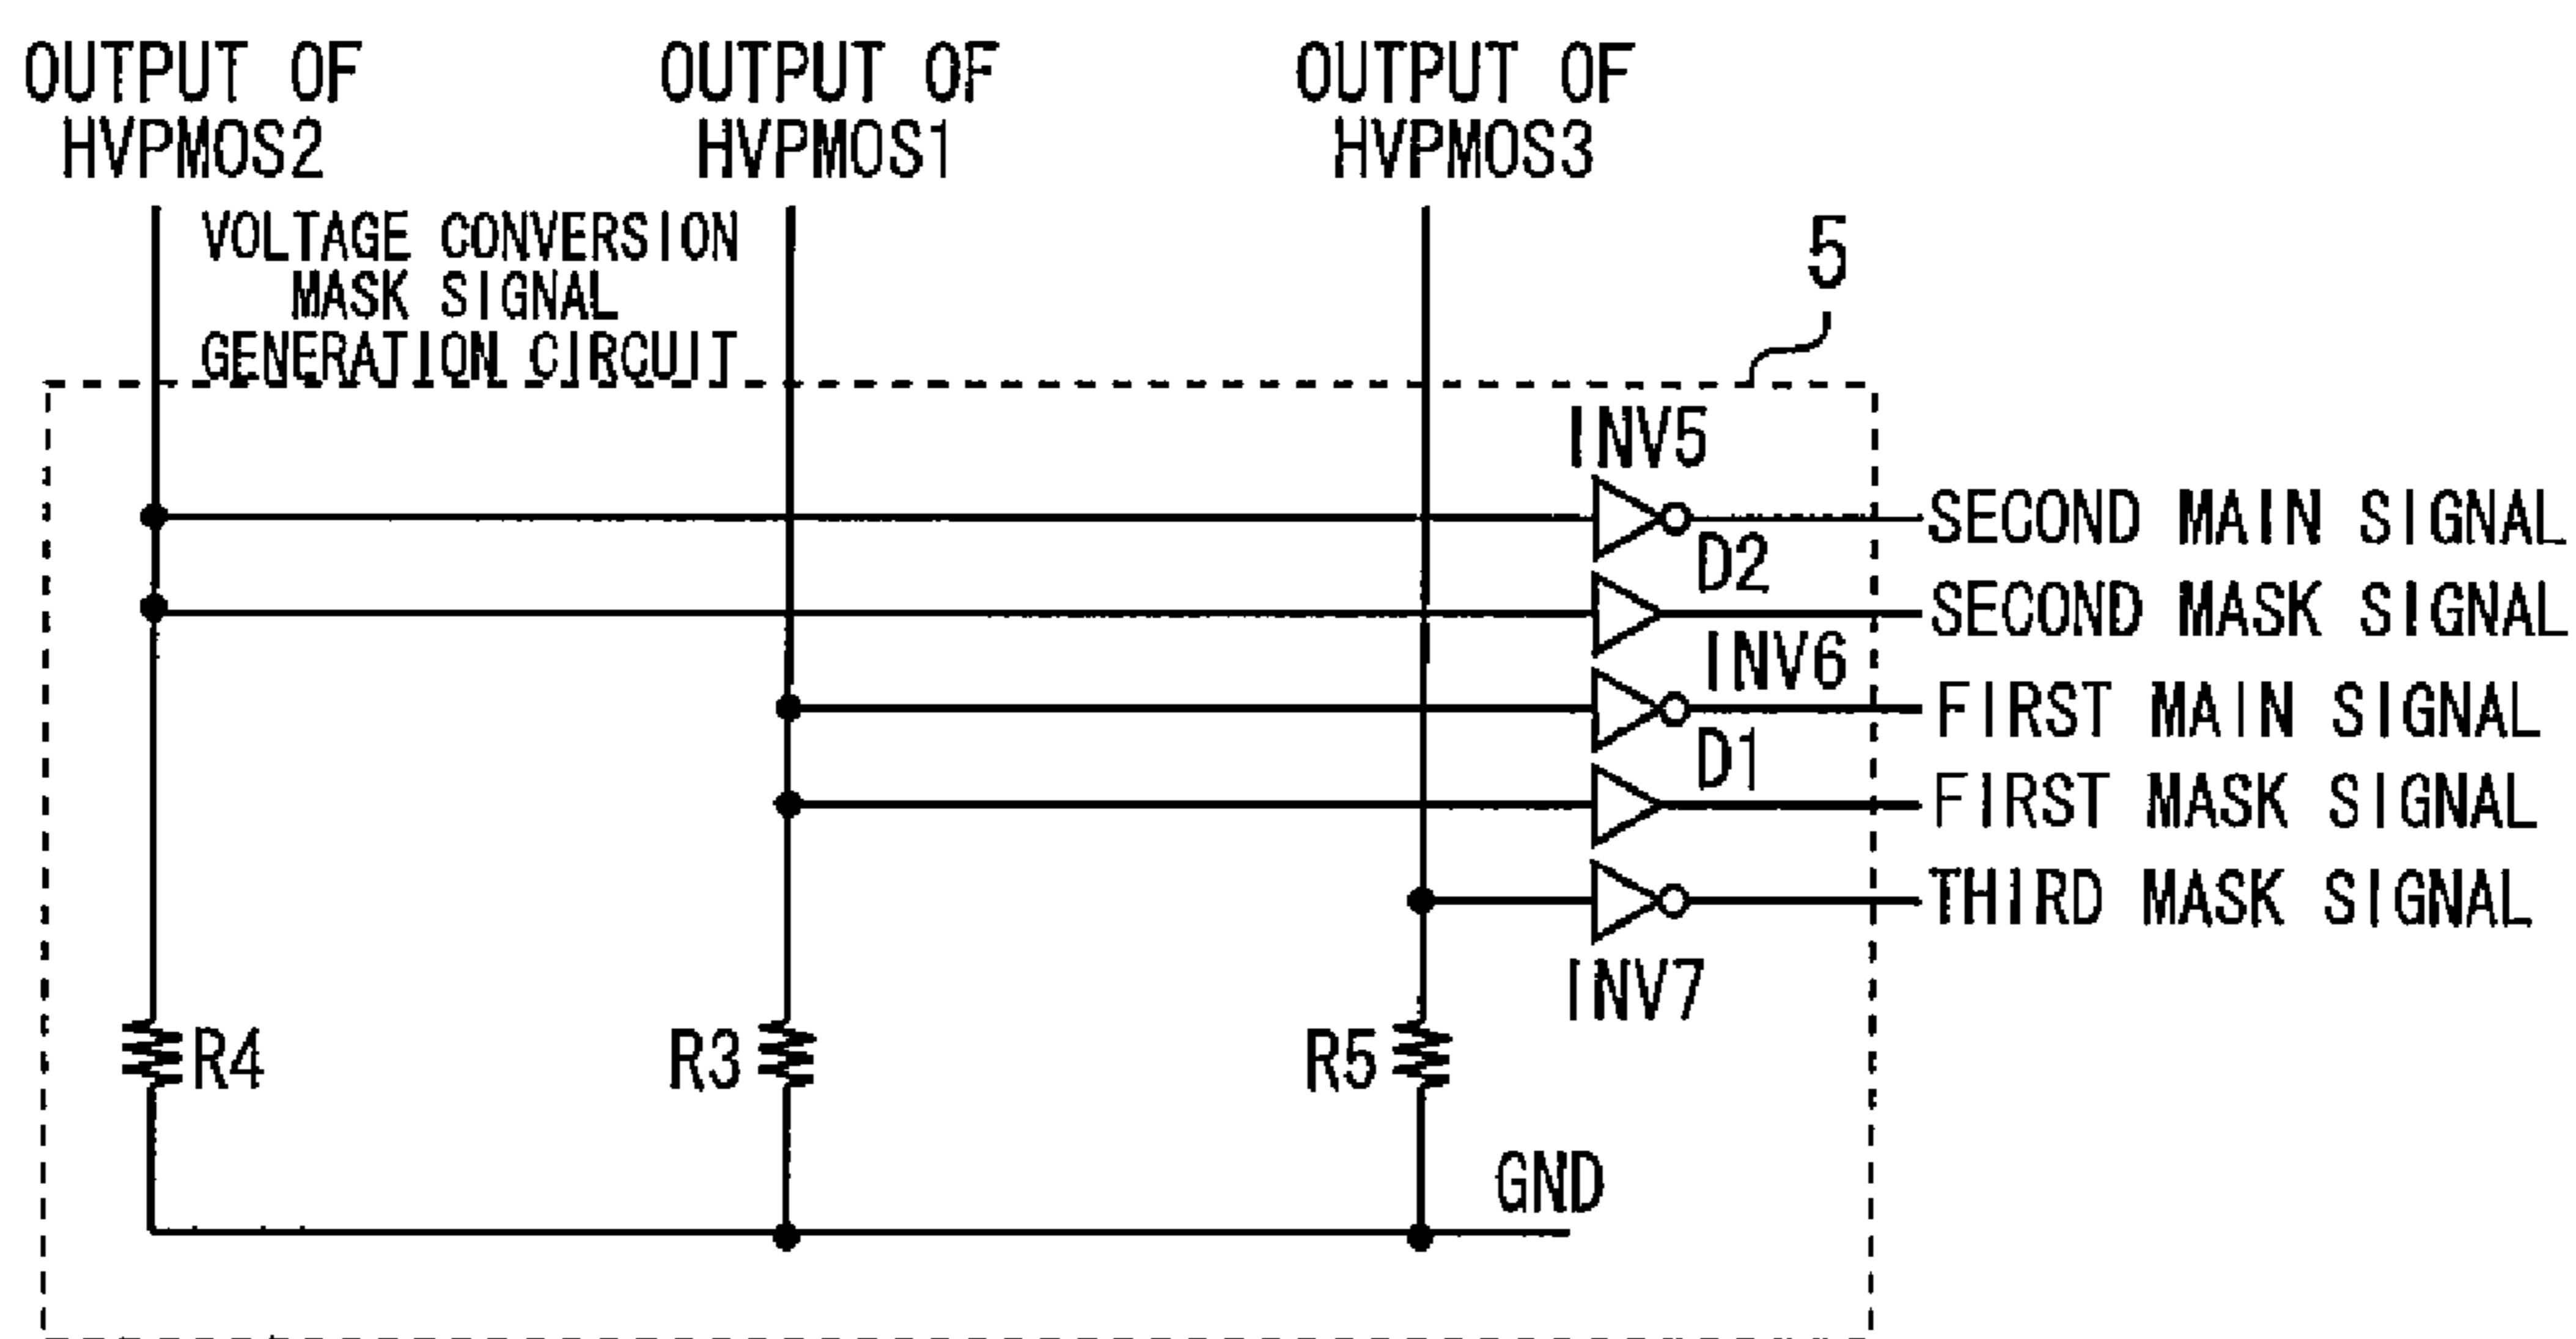 OUTPUT OF
HVPMOS2
OUTPUT OF
HVPMOS1
OUTPUT OF
HVPMOS3
VOLTAGE CONVERSION
MASK SIGNAL
GENERATION CIRCUIT
5
INV5
SECOND MAIN SIGNAL
D2
SECOND MASK SIGNAL
INV6
FIRST MAIN SIGNAL
D1
FIRST MASK SIGNAL
THIRD MASK SIGNAL
INV7
R4
R3
R5
GND